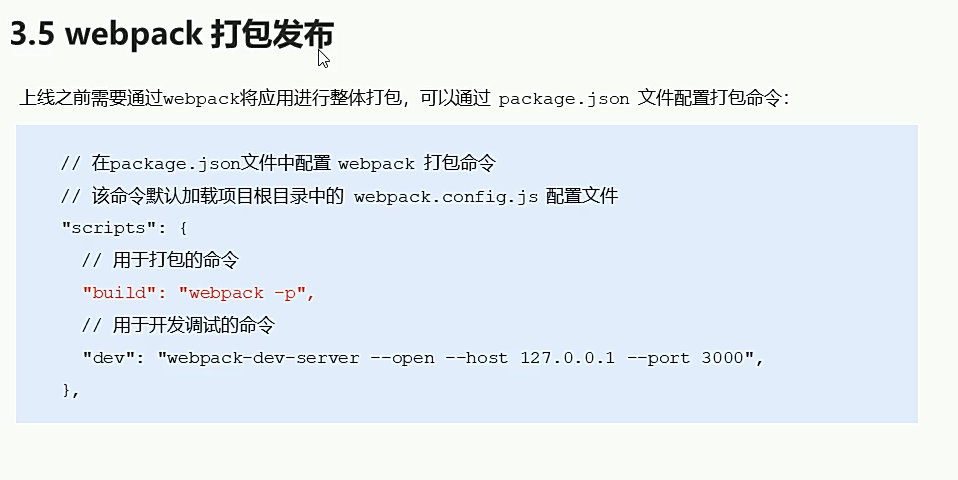 3.5 webpack 打包发布
上线之前需要通过webpack将应用进行整体打包，可以通过 package.json 文件配置打包命令：
// 在package.json文件中配置 webpack 打包命令
// 该命令默认加载项目根目录中的 webpack.config.js 配置文件
"scripts": {
// 用于打包的命令
"build": "webpack -p",
// 用于开发调试的命令
"dev": "webpack-dev-server --open --host 127.0.0.1 --port 3000",
},